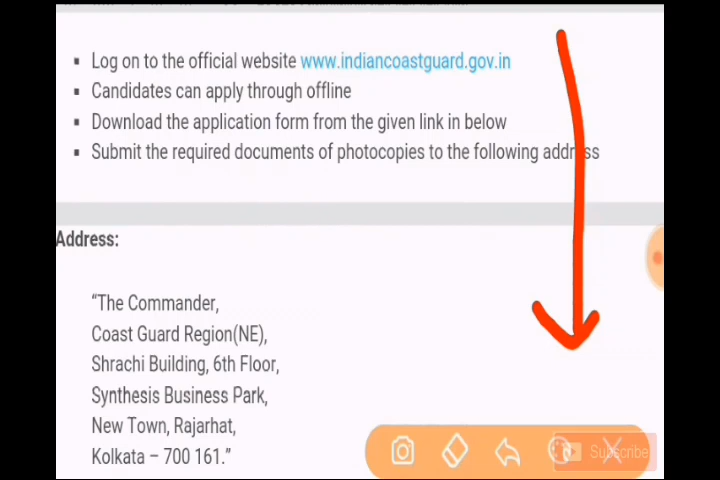 ▪ Log on to the official website www.indiancoastguard.gov.in
▪ Candidates can apply through offline
▪ Download the application form from the given link in below
▪ Submit the required documents of photocopies to the following address
Address:
“The Commander,
Coast Guard Region(NE),
Shrachi Building, 6th Floor,
Synthesis Business Park,
New Town, Rajarhat,
Kolkata – 700 161.”
Subscribe